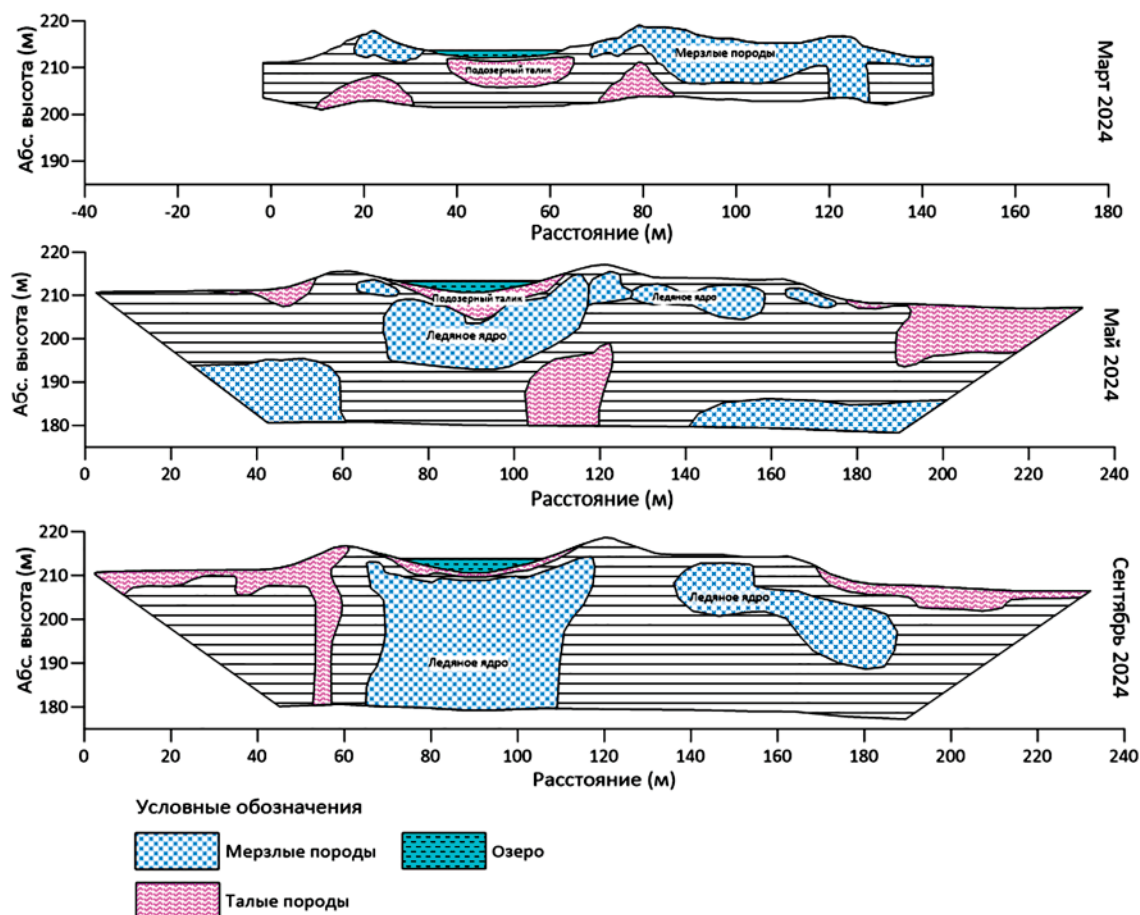 220
210
200
190
Абс. высота (м)
Мерзлые породы
Подозерный талик
Март 2024
-40 -20 0 20 40 60 80 100 120 140 160 180
Расстояние (м)
220
210
200
190
180
Абс. высота (м)
Подозерный талик
Ледяное ядро
Ледяное ядро
Май 2024
0 20 40 60 80 100 120 140 160 180 200 220 240
Расстояние (м)
220
210
200
190
180
Абс. высота (м)
Ледяное ядро
Ледяное ядро
Сентябрь 2024
0 20 40 60 80 100 120 140 160 180 200 220 240
Расстояние (м)
Условные обозначения
Мерзлые породы
Озеро
Талые породы